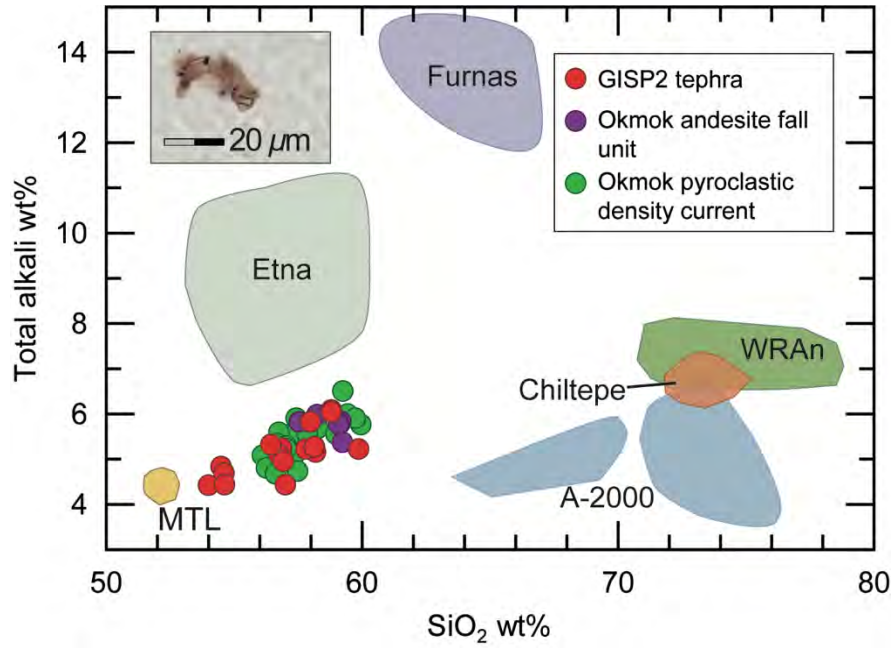 14
12
10
8
6
4
Total alkali wt%
20 µm
Furnas
GISP2 tephra
Okmok andesite fall
unit
Okmok pyroclastic
density current
Etna
WRAn
Chiltepe
A-2000
MTL
50
60
70
80
SiO₂ wt%